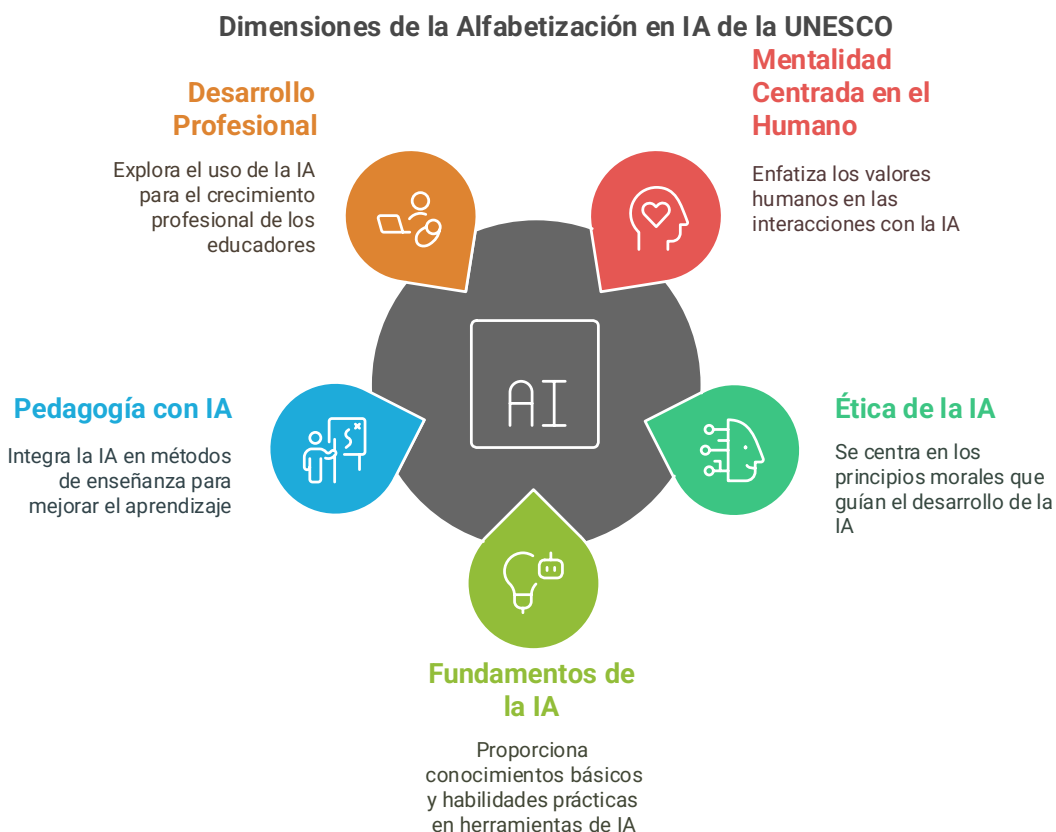 Dimensiones de la Alfabetización en IA de la UNESCO
Mentalidad
Centrada en el
Humano
Enfatiza los valores
humanos en las
interacciones con la IA
Desarrollo
Profesional
Explora el uso de la IA
para el crecimiento
profesional de los
educadores
AI
Pedagogía con IA
Integra la IA en métodos
de enseñanza para
mejorar el aprendizaje
Ética de la IA
Se centra en los
principios morales que
guían el desarrollo de la
IA
Fundamentos de
la IA
Proporciona
conocimientos básicos
y habilidades prácticas
en herramientas de IA